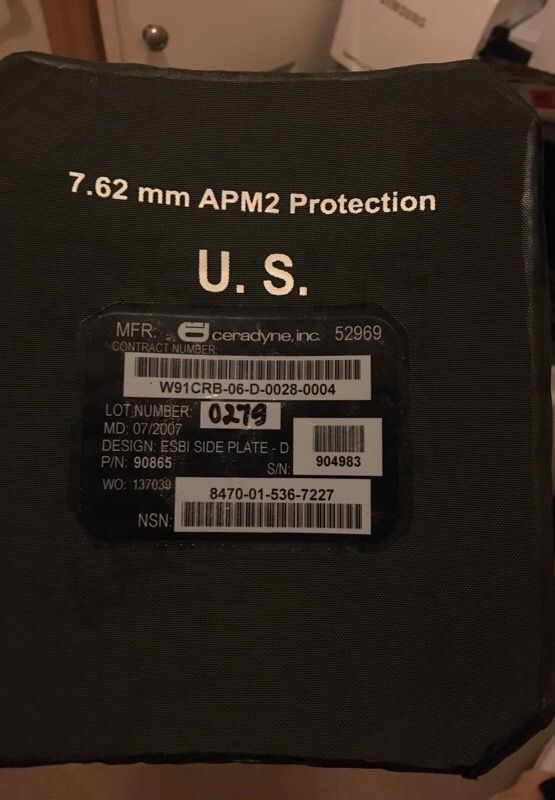 SAMSUNG
7.62 mm APM2 Protection
U. S.
MFR: ceradyne, inc. 52969
CONTRACT NUMBER:
W91CRB-06-D-0028-0004
LOT NUMBER: 0279
MD: 07/2007
DESIGN: ESBI SIDE PLATE - D
P/N: 90865 S/N: 904983
WO: 137039
8470-01-536-7227
NSN: